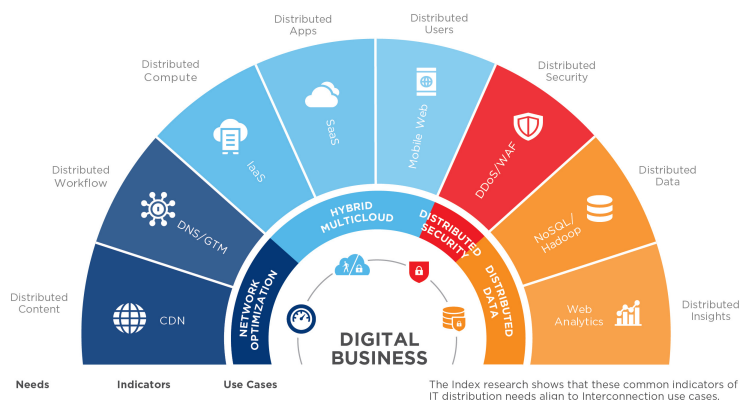 Distributed
Apps
Distributed
Users
Distributed
Compute
Distributed
Security
Distributed
Workflow
Distributed
Data
Distributed
Content
Distributed
Insights
CDN
DNS/GTM
IaaS
SaaS
Mobile Web
DDoS/WAF
NoSQL/
Hadoop
Web
Analytics
NETWORK
OPTIMIZATION
HYBRID
MULTICLOUD
DISTRIBUTED
SECURITY
DISTRIBUTED
DATA
DIGITAL
BUSINESS
Needs
Indicators
Use Cases
The Index research shows that these common indicators of
IT distribution needs align to Interconnection use cases.